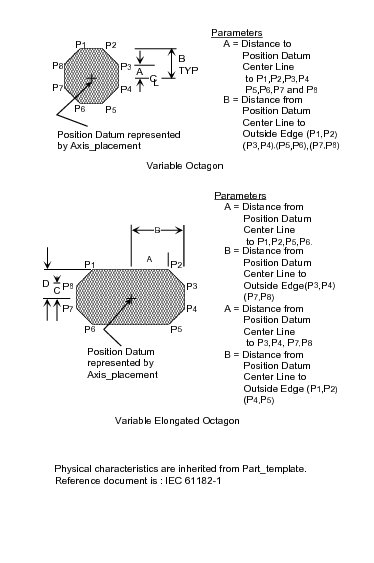 Parameters
A = Distance to
Position Datum
Center Line
to P1,P2,P3,P4
P5,P6,P7 and P8
B = Distance from
Position Datum
Center Line to
Outside Edge (P1,P2)
(P3,P4).(P5,P6),(P7.P8)
P1 P2
P8 P3
P7 P4
P6 P5
A
CL
B
TYP
Position Datum represented
by Axis_placement
Variable Octagon
Parameters
A = Distance from
Position Datum
Center Line
to P1,P2,P5,P6.
B = Distance from
Position Datum
Center Line to
Outside Edge(P3,P4)
(P7,P8)
A = Distance from
Position Datum
Center Line
to P3,P4, P7,P8
B = Distance from
Position Datum
Center Line to
Outside Edge (P1,P2)
(P4,P5)
B
A
P1 P2
D C P8 P3
P7 P4
P6 P5
Position Datum
represented by
Axis_placement
Variable Elongated Octagon
Physical characteristics are inherited from Part_template.
Reference document is : IEC 61182-1